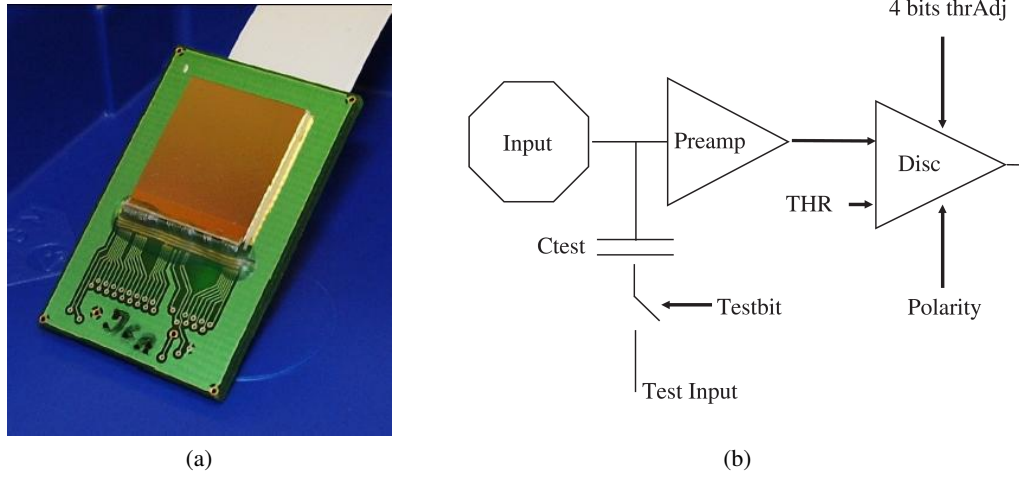 4 bits thrAdj
Input
Preamp
Disc
THR
Ctest
Testbit
Polarity
Test Input
(a)
(b)